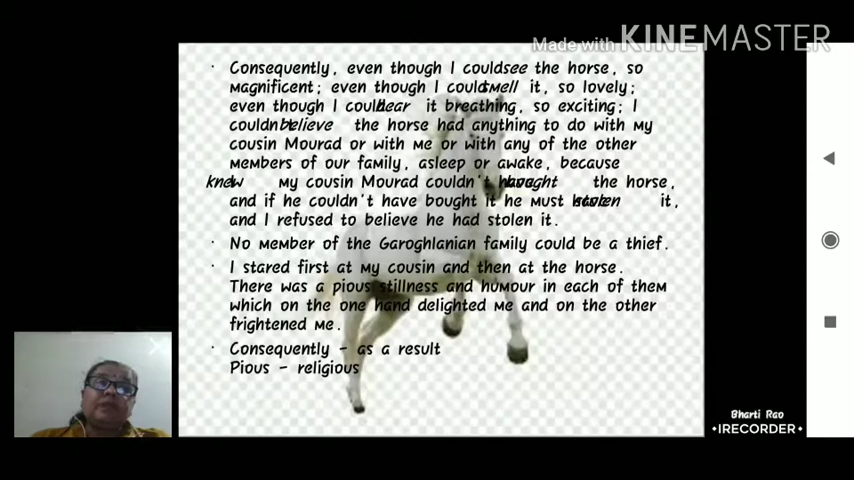 Made with KINEMASTER
Consequently, even though I could see the horse, so
magnificent; even though I could smell it, so lovely;
even though I could hear it breathing, so exciting; I
couldn't believe the horse had anything to do with my
cousin Mourad or with me or with any of the other
members of our family, asleep or awake, because
I knew my cousin Mourad couldn't have bought the horse,
and if he couldn't have bought it he must have stolen it,
and I refused to believe he had stolen it.
No member of the Garoghlanian family could be a thief.
I stared first at my cousin and then at the horse.
There was a pious stillness and humour in each of them
which on the one hand delighted me and on the other
frightened me.
Consequently - as a result
Pious - religious
Bharti Rao
IRECORDER